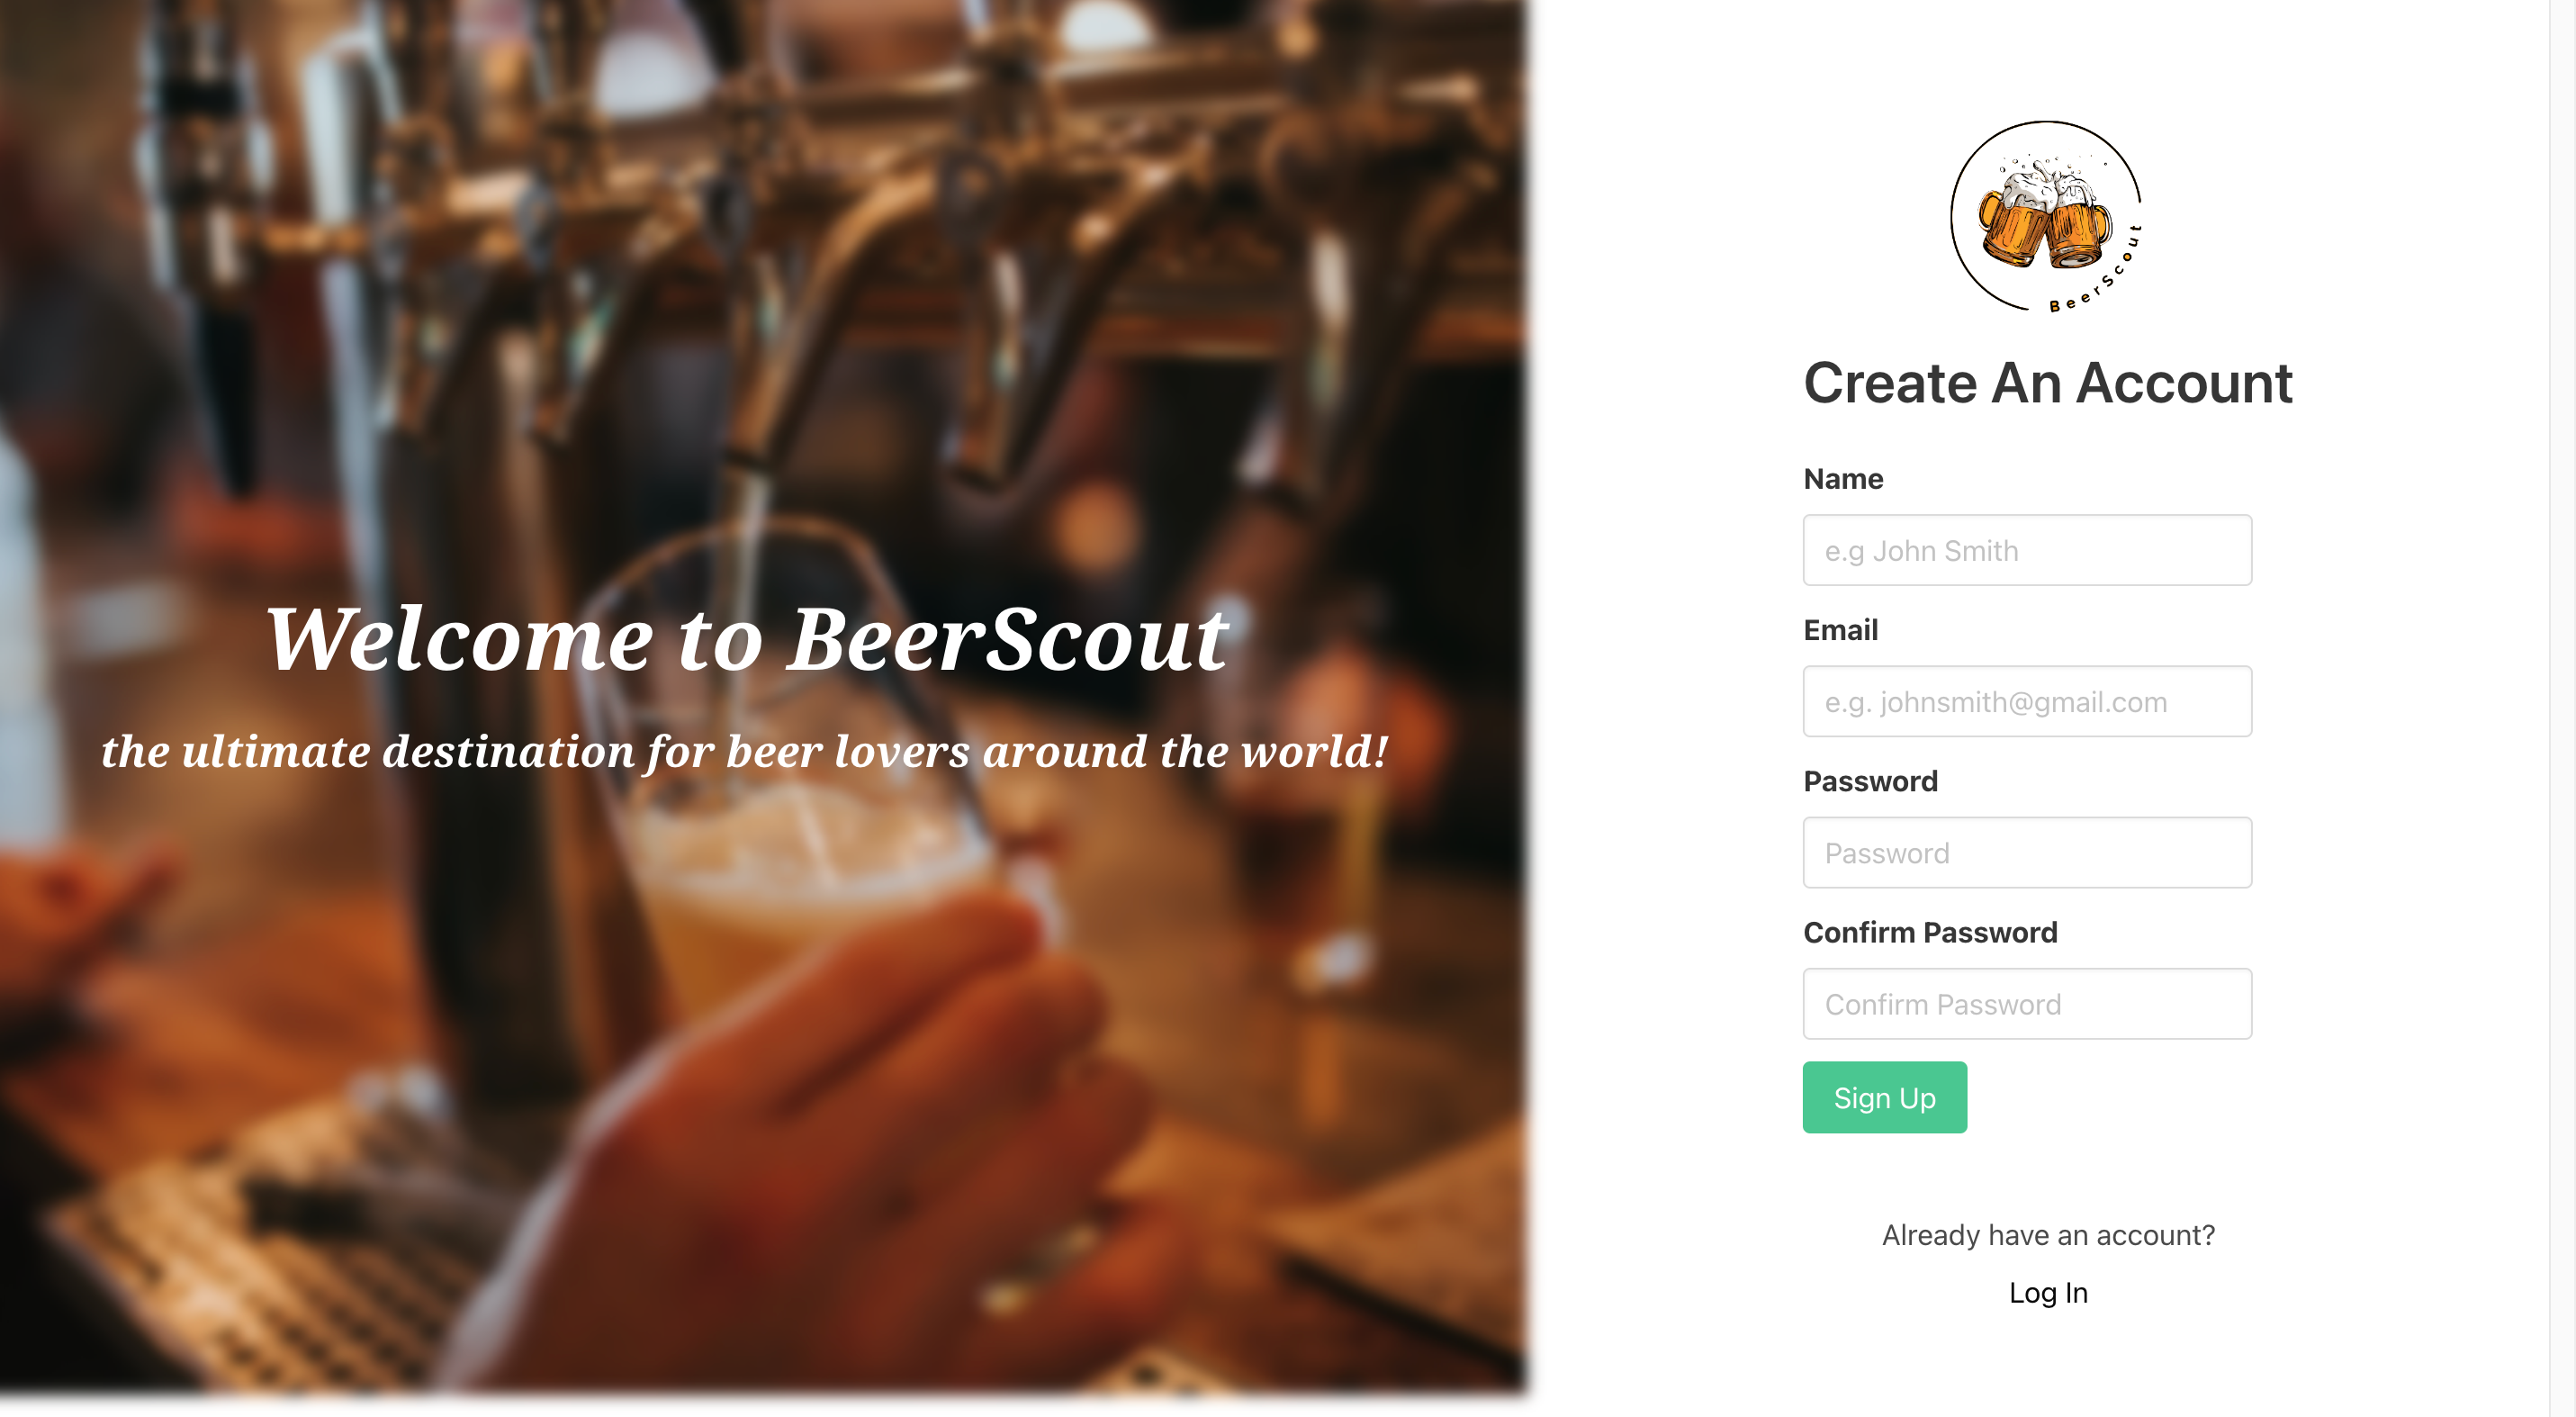 Welcome to BeerScout
the ultimate destination for beer lovers around the world!
BeerScout
Create An Account
Name
e.g John Smith
Email
e.g. johnsmith@gmail.com
Password
Password
Confirm Password
Confirm Password
Sign Up
Already have an account?
Log In